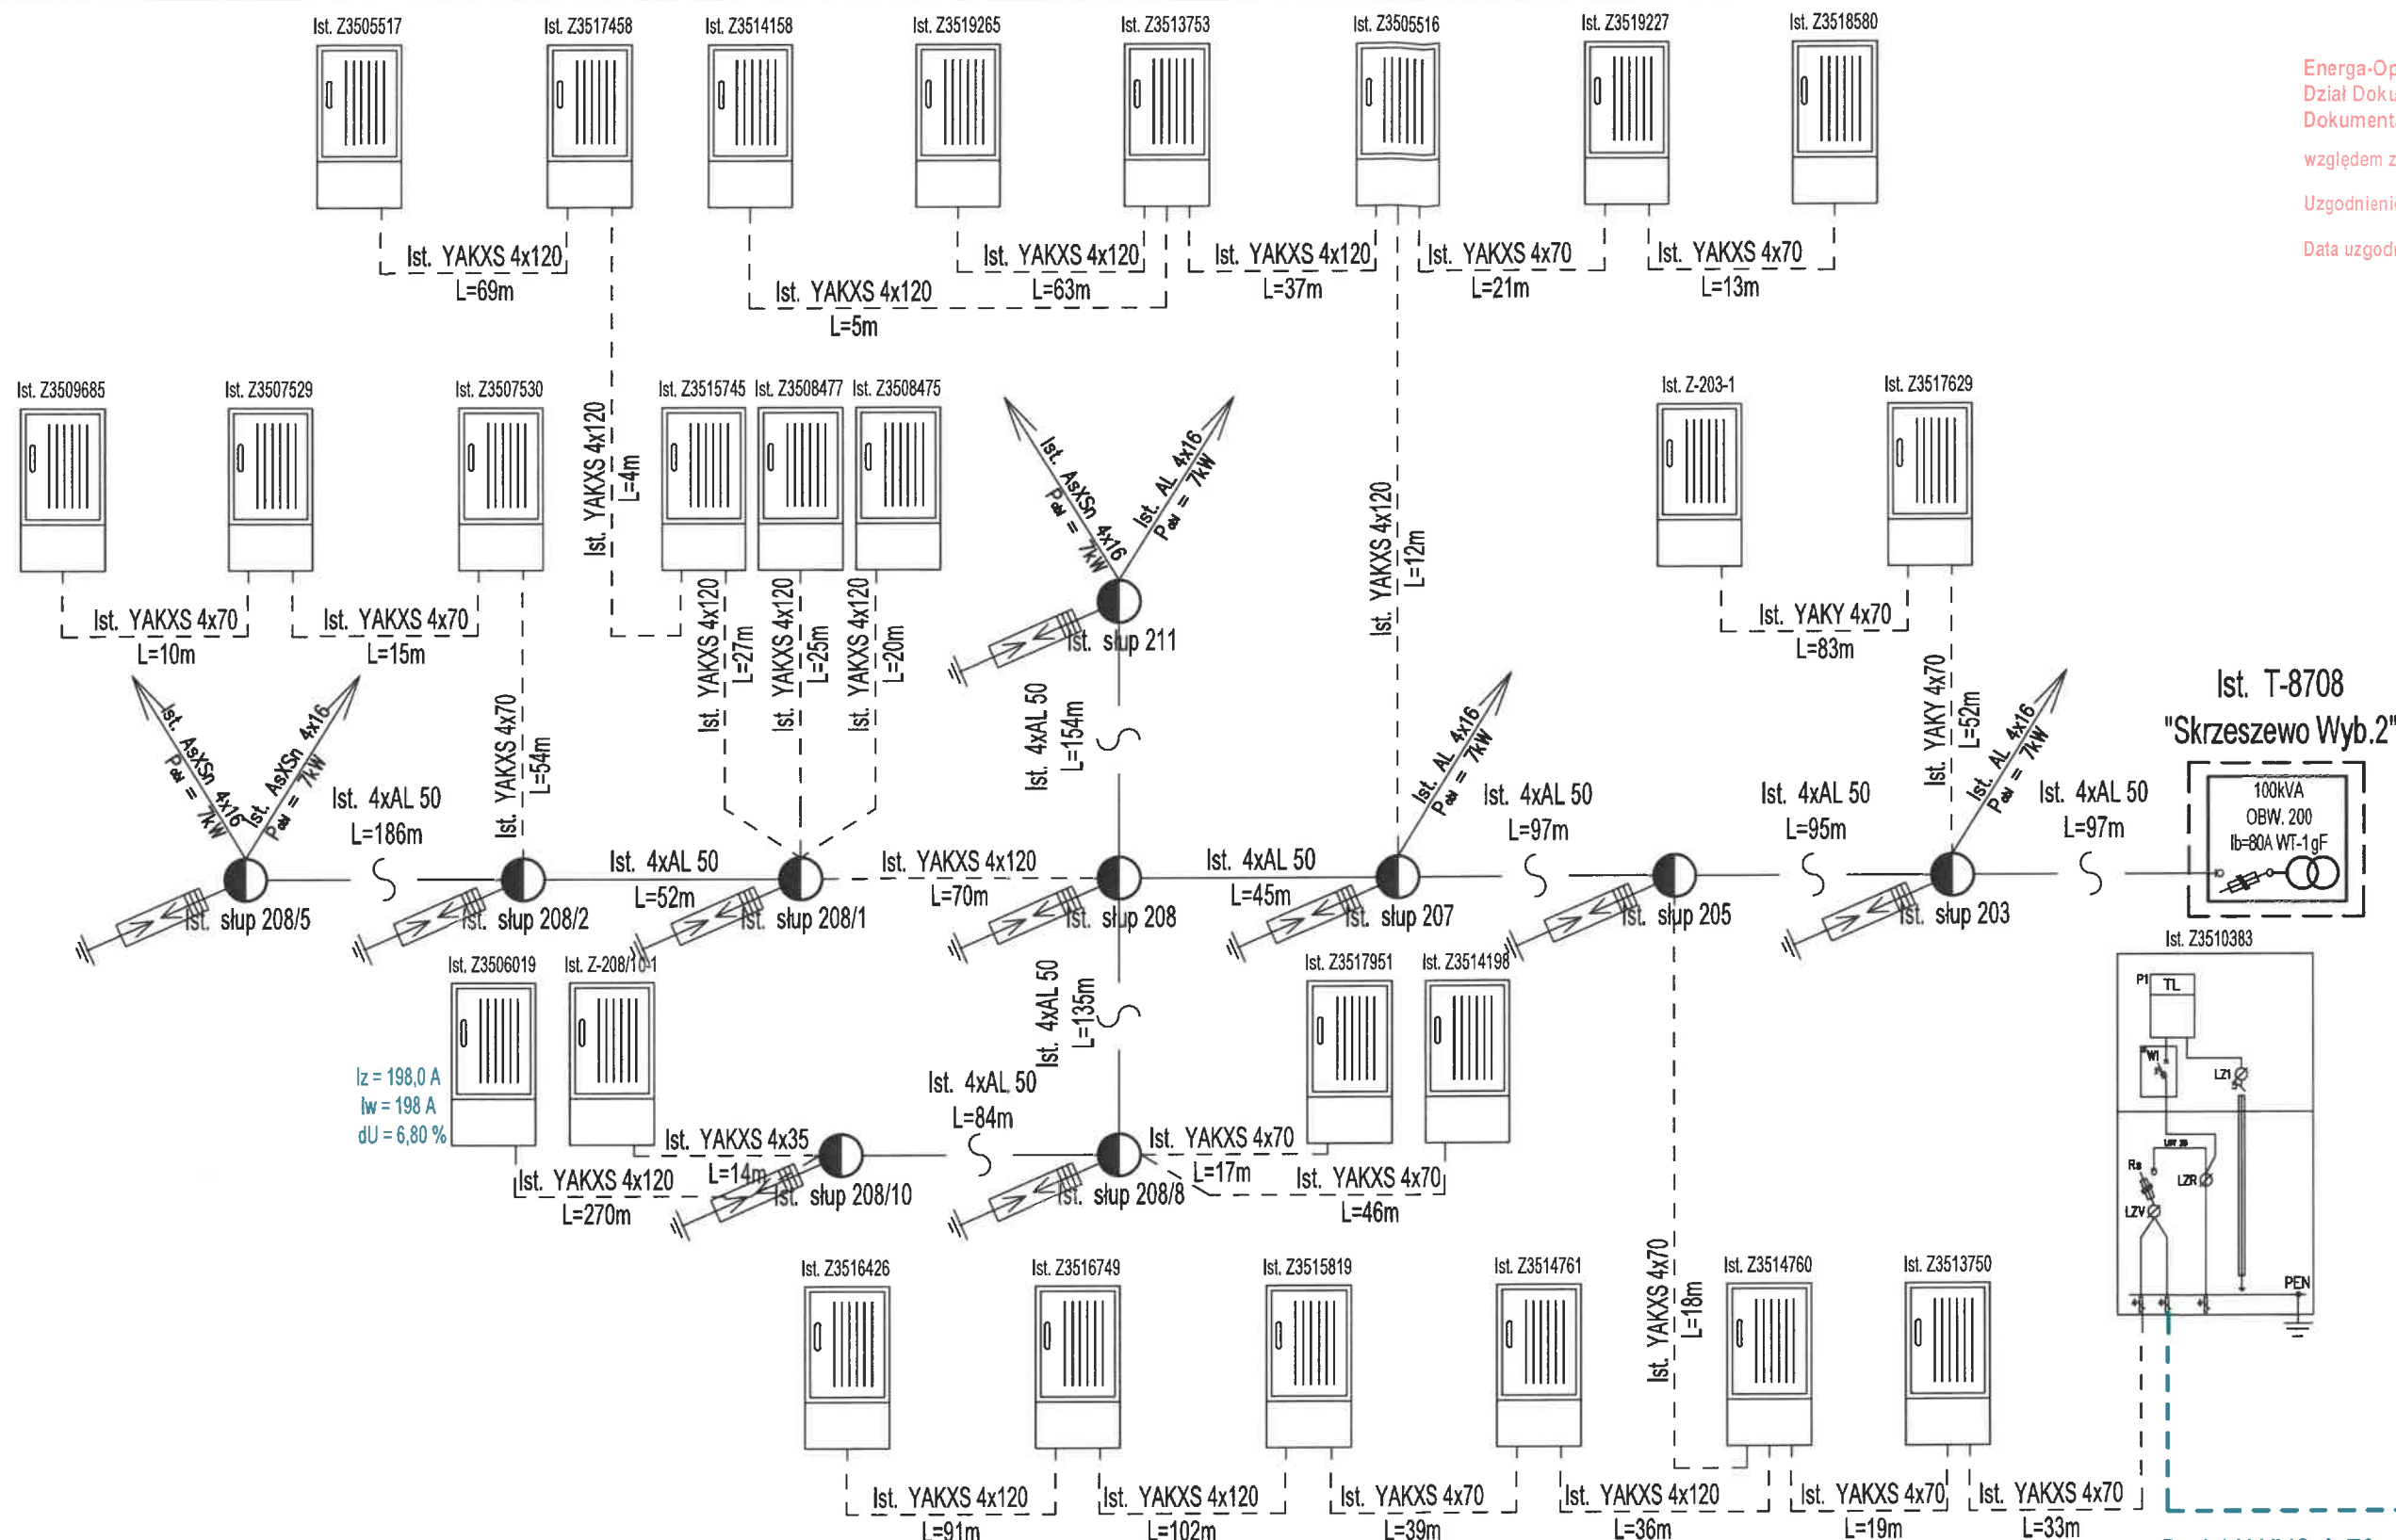 Ist. Z3505517
Ist. Z3517458
Ist. Z3514158
Ist. Z3519265
Ist. Z3513753
Ist. Z3505516
Ist. Z3519227
Ist. Z3518580
Energa-Op
Dział Doku
Dokument
względem z
Uzgodnieni
Data uzgodn
Ist. YAKXS 4x120
L=69m
Ist. YAKXS 4x120
L=5m
Ist. YAKXS 4x120
L=63m
Ist. YAKXS 4x120
L=37m
Ist. YAKXS 4x70
L=21m
Ist. YAKXS 4x70
L=13m
Ist. Z3509685
Ist. Z3507529
Ist. Z3507530
Ist. YAKXS 4x120
L=4m
Ist. Z3515745
Ist. Z3508477
Ist. Z3508475
Ist. AsXSn 4x16
Pobl = 7kW
Ist. AL 4x16
Pobl = 7kW
Ist. YAKXS 4x120
L=12m
Ist. Z-203-1
Ist. Z3517629
Ist. YAKXS 4x70
L=10m
Ist. YAKXS 4x70
L=15m
Ist. YAKXS 4x120
L=27m
Ist. YAKXS 4x120
L=25m
Ist. YAKXS 4x120
L=20m
Ist. słup 211
Ist. YAKY 4x70
L=83m
Ist. AsXSn 4x16
Pobl = 7kW
Ist. AsXSn 4x16
Pobl = 7kW
Ist. 4xAL 50
L=186m
Ist. YAKXS 4x70
L=54m
Ist. 4xAL 50
L=154m
Ist. AL 4x16
Pobl = 7kW
Ist. 4xAL 50
L=97m
Ist. 4xAL 50
L=95m
Ist. YAKY 4x70
L=52m
Ist. AL 4x16
Pobl = 7kW
Ist. 4xAL 50
L=97m
Ist. T-8708
"Skrzeszewo Wyb.2"
100kVA
OBW. 200
Ib=80A WT-1gF
Ist. 4xAL 50
L=52m
Ist. YAKXS 4x120
L=70m
Ist. 4xAL 50
L=45m
Ist. słup 208/5
Ist. słup 208/2
Ist. słup 208/1
Ist. słup 208
Ist. słup 207
Ist. słup 205
Ist. słup 203
Ist. Z3506019
Ist. Z-208/10-1
Ist. 4xAL 50
L=135m
Ist. Z3517951
Ist. Z3514198
Ist. Z3510383
P1
TL
W1
LZ1
Rs
LZR
LZV
PEN
Iz = 198,0 A
Iw = 198 A
dU = 6,80 %
Ist. 4xAL 50
L=84m
Ist. YAKXS 4x35
L=14m
Ist. YAKXS 4x120
L=270m
Ist. słup 208/10
Ist. YAKXS 4x70
L=17m
Ist. YAKXS 4x70
L=46m
Ist. słup 208/8
Ist. YAKXS 4x70
L=18m
Ist. Z3516426
Ist. Z3516749
Ist. Z3515819
Ist. Z3514761
Ist. Z3514760
Ist. Z3513750
Ist. YAKXS 4x120
L=91m
Ist. YAKXS 4x120
L=102m
Ist. YAKXS 4x70
L=39m
Ist. YAKXS 4x120
L=36m
Ist. YAKXS 4x70
L=19m
Ist. YAKXS 4x70
L=33m